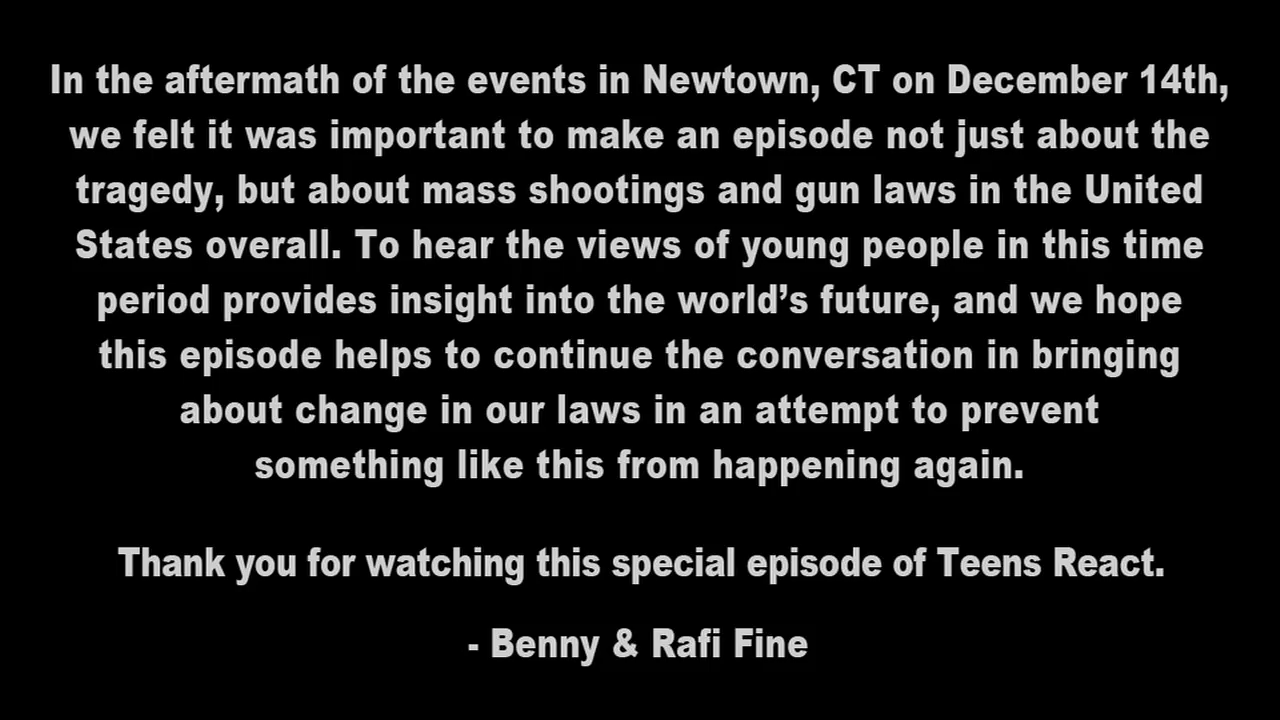 In the aftermath of the events in Newtown, CT on December 14th,
we felt it was important to make an episode not just about the
tragedy, but about mass shootings and gun laws in the United
States overall. To hear the views of young people in this time
period provides insight into the world’s future, and we hope
this episode helps to continue the conversation in bringing
about change in our laws in an attempt to prevent
something like this from happening again.
Thank you for watching this special episode of Teens React.
- Benny & Rafi Fine